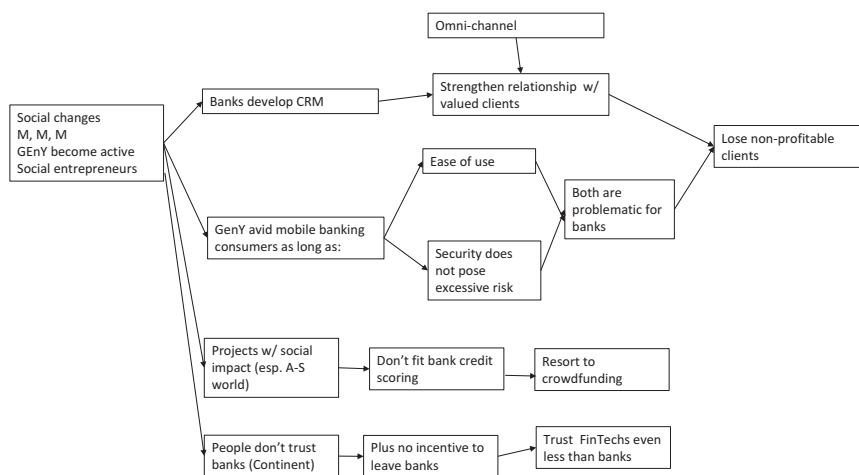 Omni-channel
Banks develop CRM
Strengthen relationship w/
valued clients
Social changes
M, M, M
GEnY become active
Social entrepreneurs
Lose non-profitable
clients
Ease of use
GenY avid mobile banking
consumers as long as:
Both are
problematic for
banks
Security does
not pose
excessive risk
Projects w/ social
impact (esp. A-S
world)
Don't fit bank credit
scoring
Resort to
crowdfunding
People don't trust
banks (Continent)
Plus no incentive to
leave banks
Trust FinTechs even
less than banks